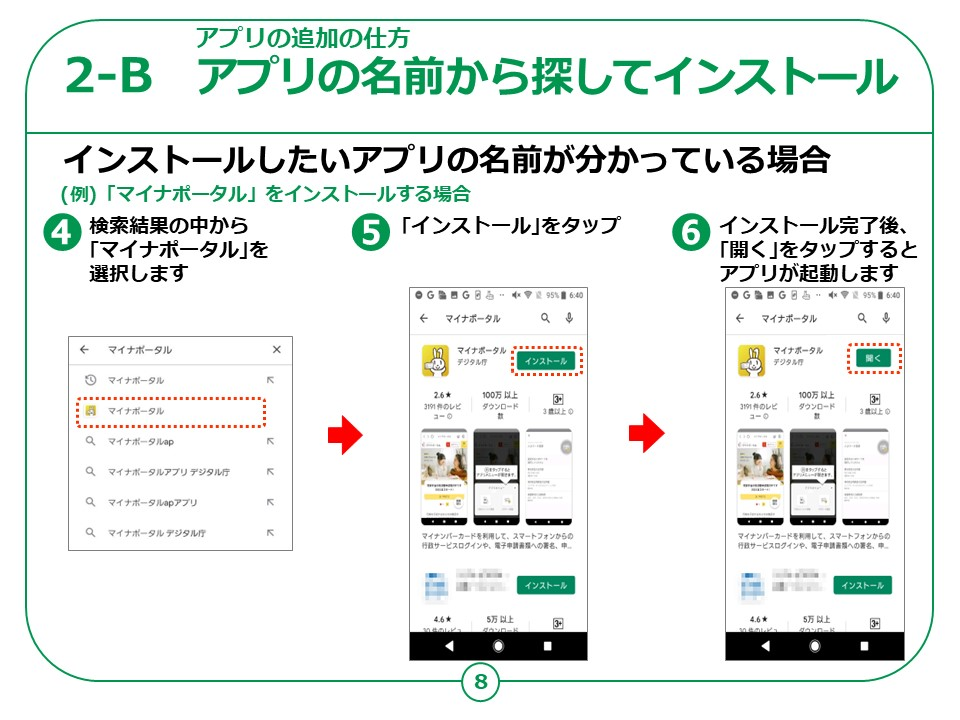 アプリの追加の仕方
2-B アプリの名前から探してインストール
インストールしたいアプリの名前が分かっている場合
(例)「マイナポータル」をインストールする場合
4 検索結果の中から
「マイナポータル」を
選択します
マイナポータル
マイナポータル
マイナポータル
マイナポータルap
マイナポータルアプリ デジタル庁
マイナポータルapアプリ
マイナポータル デジタル庁
5 「インストール」をタップ
95% 6:40
マイナポータル
マイナポータル
デジタル庁
インストール
2.6★
3191 件のレビ
ュー
100万 以上
ダウンロード
数
3+
3 歳以上
マイナンバーカードを利用して、スマートフォンからの
行政サービスログインや、電子申請書類への署名、申...
インストール
4.6★
5万 以上
ダウンロード
3+
6 インストール完了後、
「開く」をタップすると
アプリが起動します
95% 6:40
マイナポータル
マイナポータル
デジタル庁
開く
2.6★
3191 件のレビ
ュー
100万 以上
ダウンロード
数
3+
3 歳以上
マイナンバーカードを利用して、スマートフォンからの
行政サービスログインや、電子申請書類への署名、申...
インストール
4.6★
5万 以上
ダウンロード
3+
8